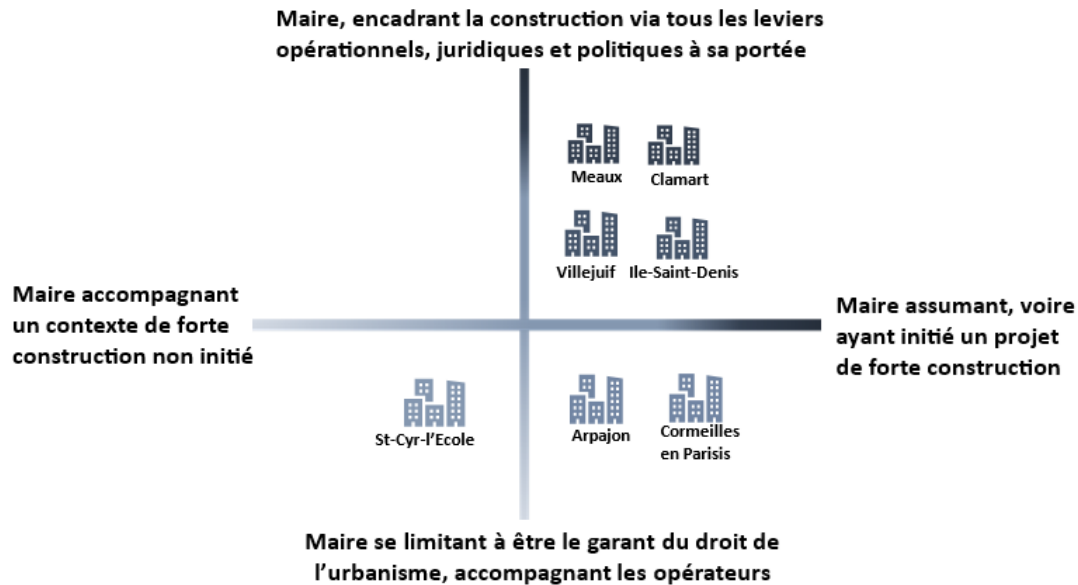 Maire, encadrant la construction via tous les leviers
opérationnels, juridiques et politiques à sa portée
Meaux
Clamart
Villejuif
Ile-Saint-Denis
Maire accompagnant
un contexte de forte
construction non initié
Maire assumant, voire
ayant initié un projet
de forte construction
St-Cyr-l'Ecole
Arpajon
Cormeilles
en Parisis
Maire se limitant à être le garant du droit de
l'urbanisme, accompagnant les opérateurs